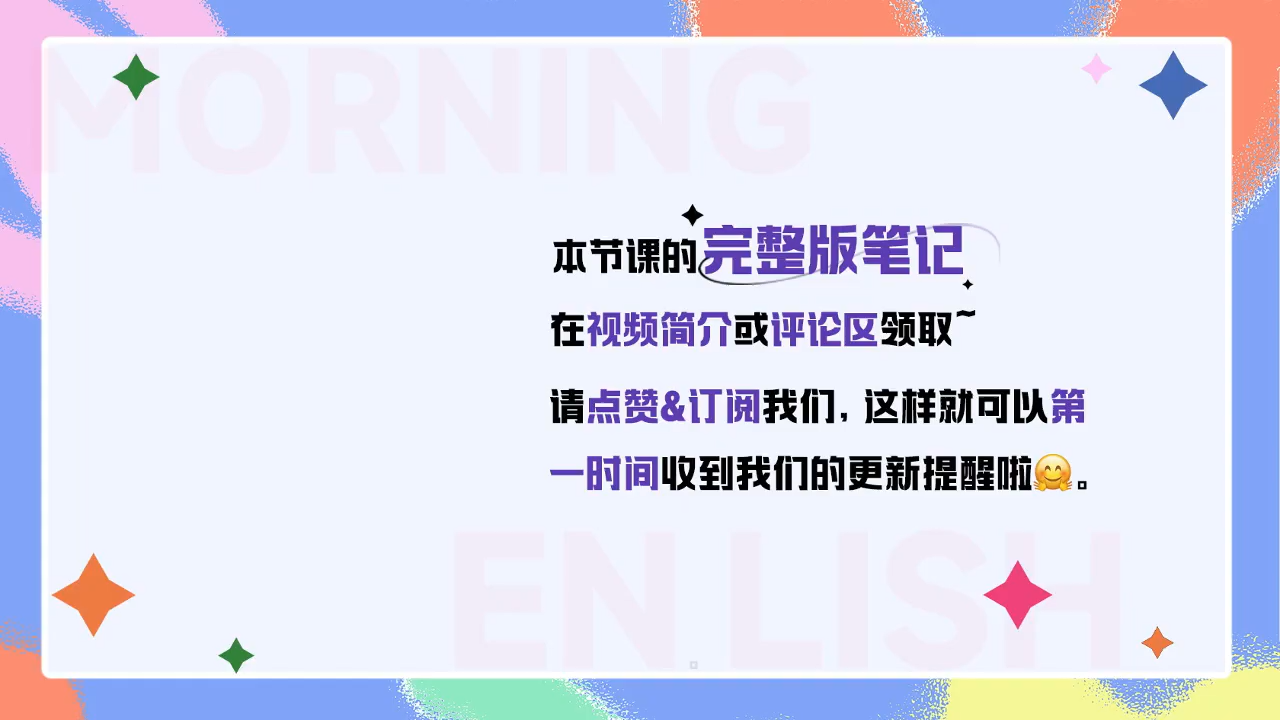 MORNING
本节课的完整版笔记
在视频简介或评论区领取~
请点赞&订阅我们，这样就可以第
一时间收到我们的更新提醒啦🤗。
EN LISH